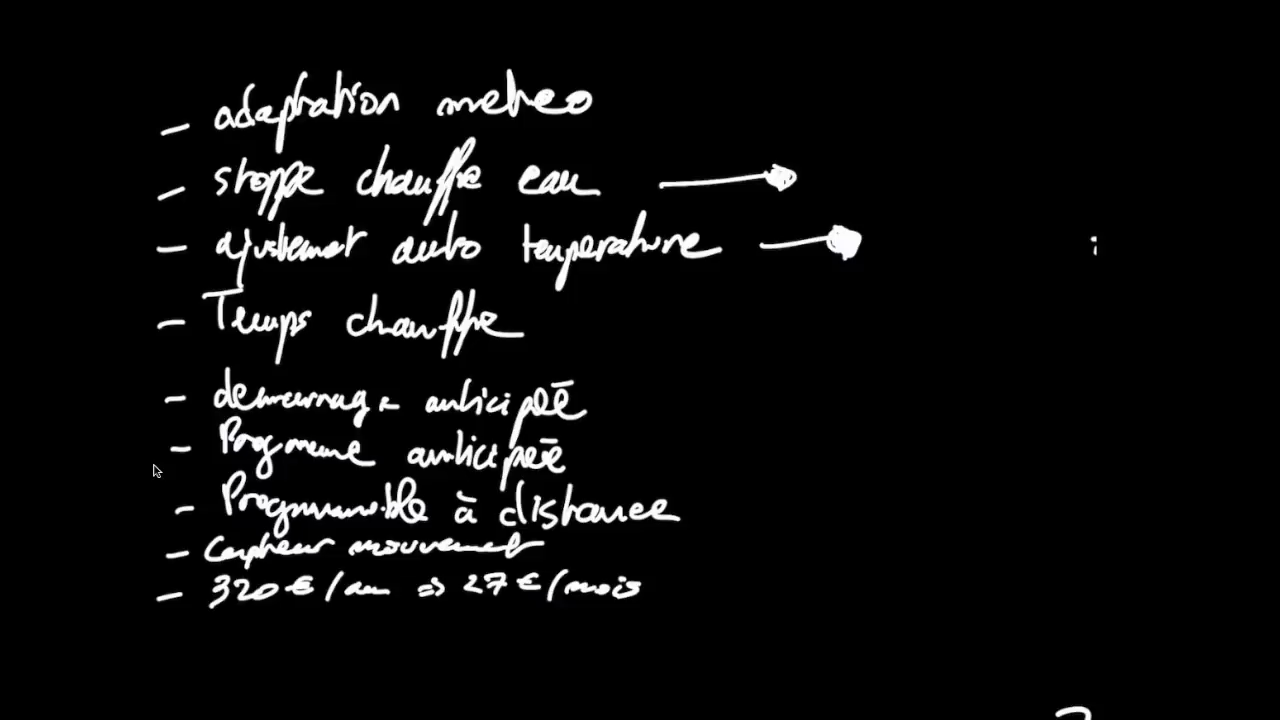 - adaptation meteo
- stoppe chauffe eau
- ajustement auto temperature
- Temps chauffe
- demarrage anticipée
- Programme anticipée
- Programmable à distance
- Capteur mouvement
- 320 € / an => 27 € / mois